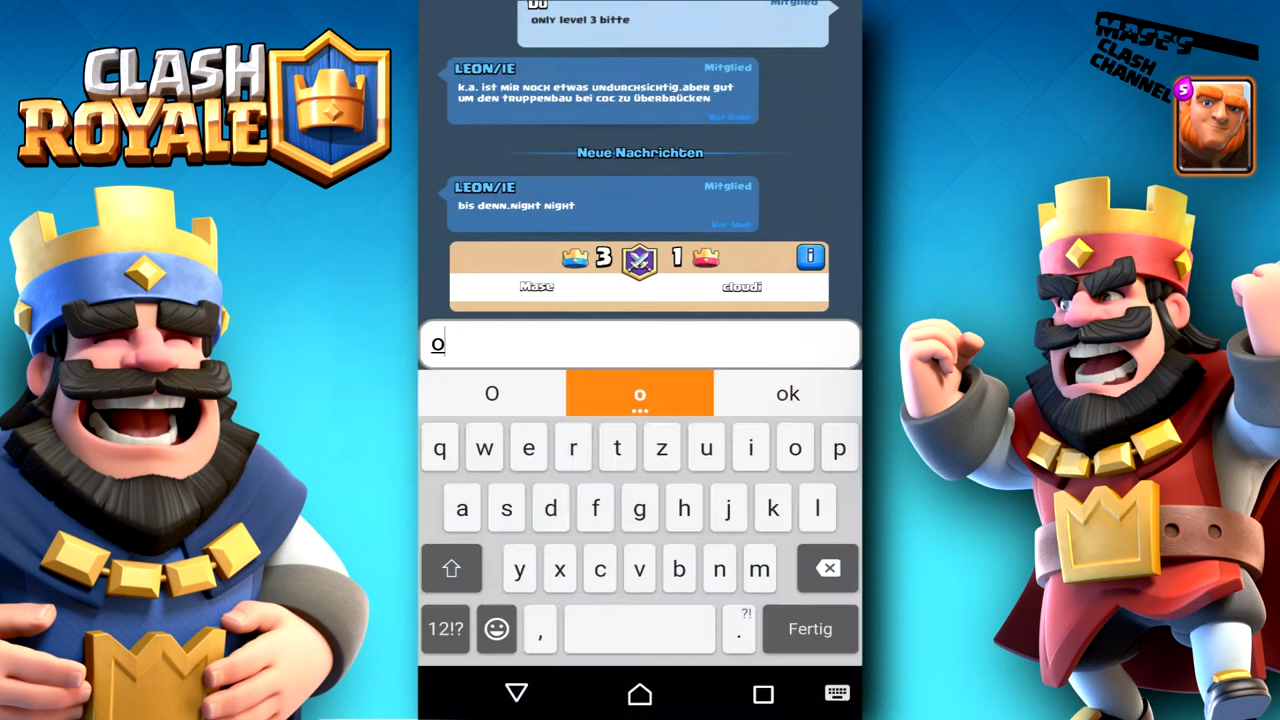 CLASH
ROYALE
MASE'S
CLASH
CHANNEL
5
Du
Mitglied
only level 3 bitte
LEON/IE
Mitglied
k.a. ist mir noch etwas undurchsichtig.aber gut
um den truppenbau bei coc zu überbrücken
Neue Nachrichten
LEON/IE
Mitglied
bis denn.night night
Vor 1min
3
1
i
Mase
cloudi
o
O
o
ok
q w e r t z u i o p
a s d f g h j k l
y x c v b n m
12!?
,
?!
.
Fertig